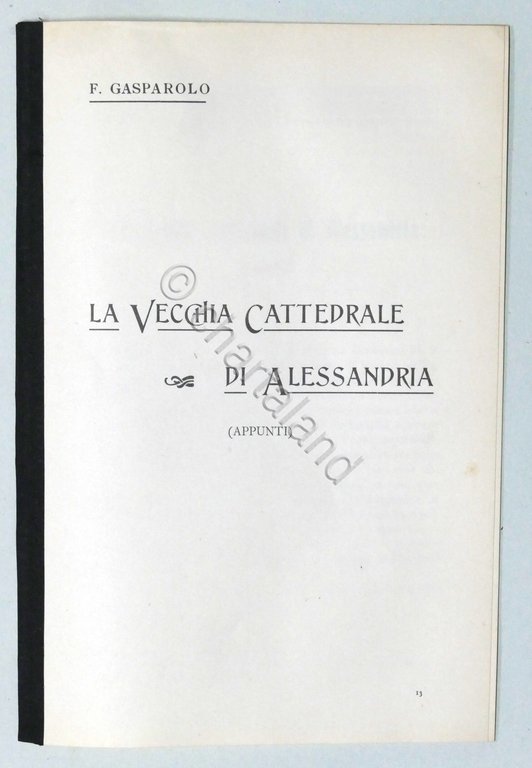 F. GASPAROLO
LA VECCHIA CATTEDRALE
DI ALESSANDRIA
(APPUNTI)
© chartaland
13